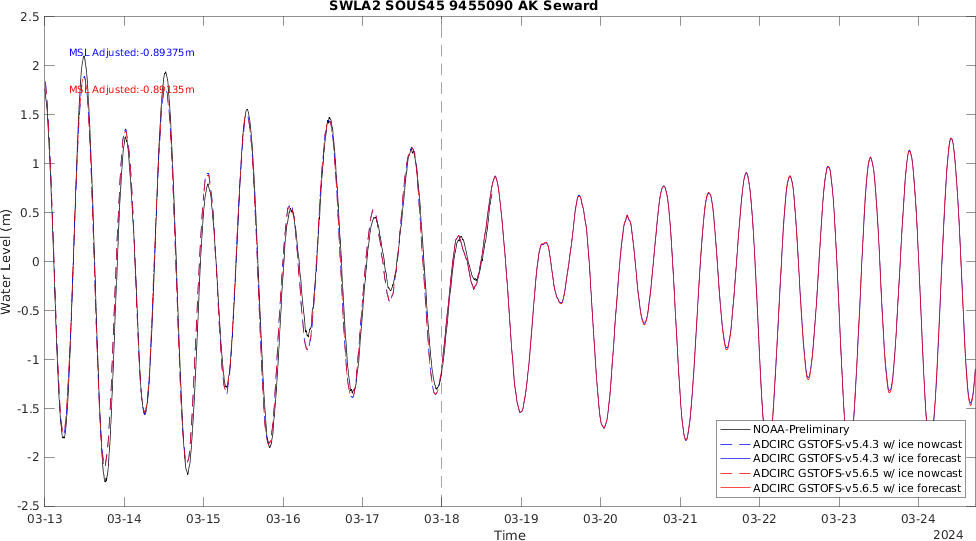 SWLA2 SOUS45 9455090 AK Seward
2.5
2
1.5
1
0.5
0
-0.5
-1
-1.5
-2
-2.5
Water Level (m)
MSL Adjusted:-0.89375m
MSL Adjusted:-0.89135m
NOAA-Preliminary
ADCIRC GSTOFS-v5.4.3 w/ ice nowcast
ADCIRC GSTOFS-v5.4.3 w/ ice forecast
ADCIRC GSTOFS-v5.6.5 w/ ice nowcast
ADCIRC GSTOFS-v5.6.5 w/ ice forecast
03-13 03-14 03-15 03-16 03-17 03-18 03-19 03-20 03-21 03-22 03-23 03-24
Time
2024